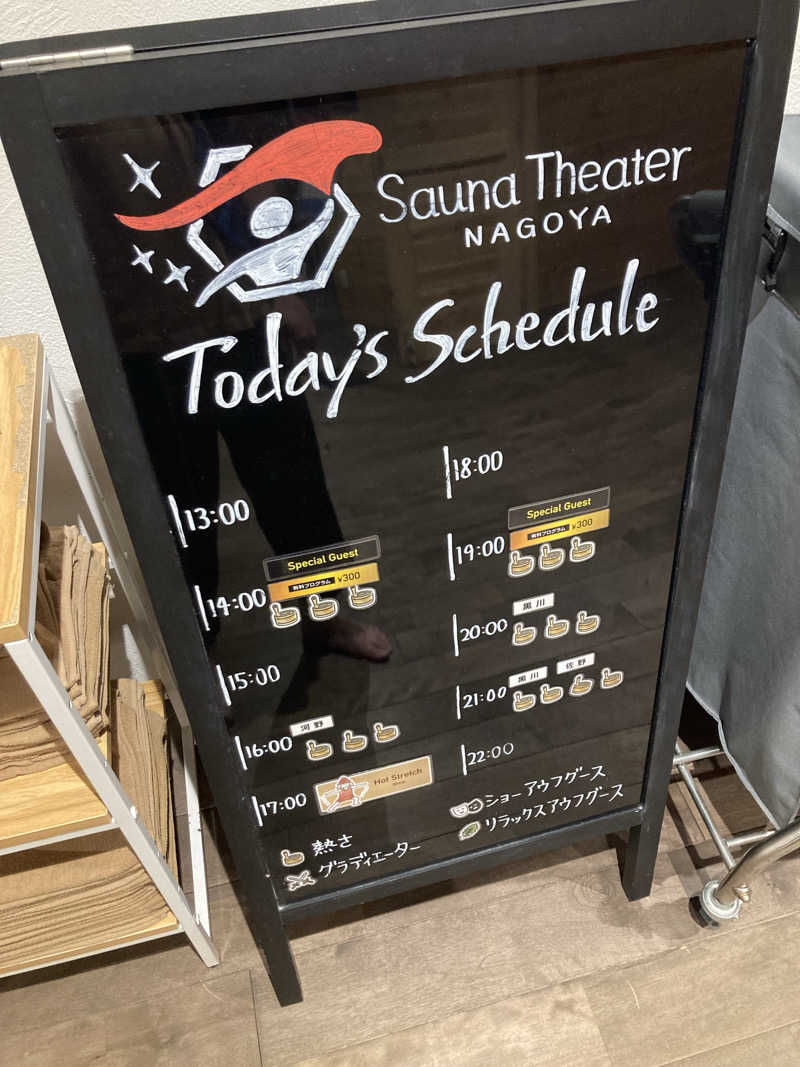 Sauna Theater
NAGOYA
Today's Schedule
13:00
14:00
Special Guest
有料プログラム ¥300
15:00
16:00
河野
17:00
Hot Stretch
18:00
19:00
Special Guest
有料プログラム ¥300
20:00
黒川
21:00
黒川
佐野
22:00
熱さ
グラディエーター
ショーアウフグース
リラックスアウフグース